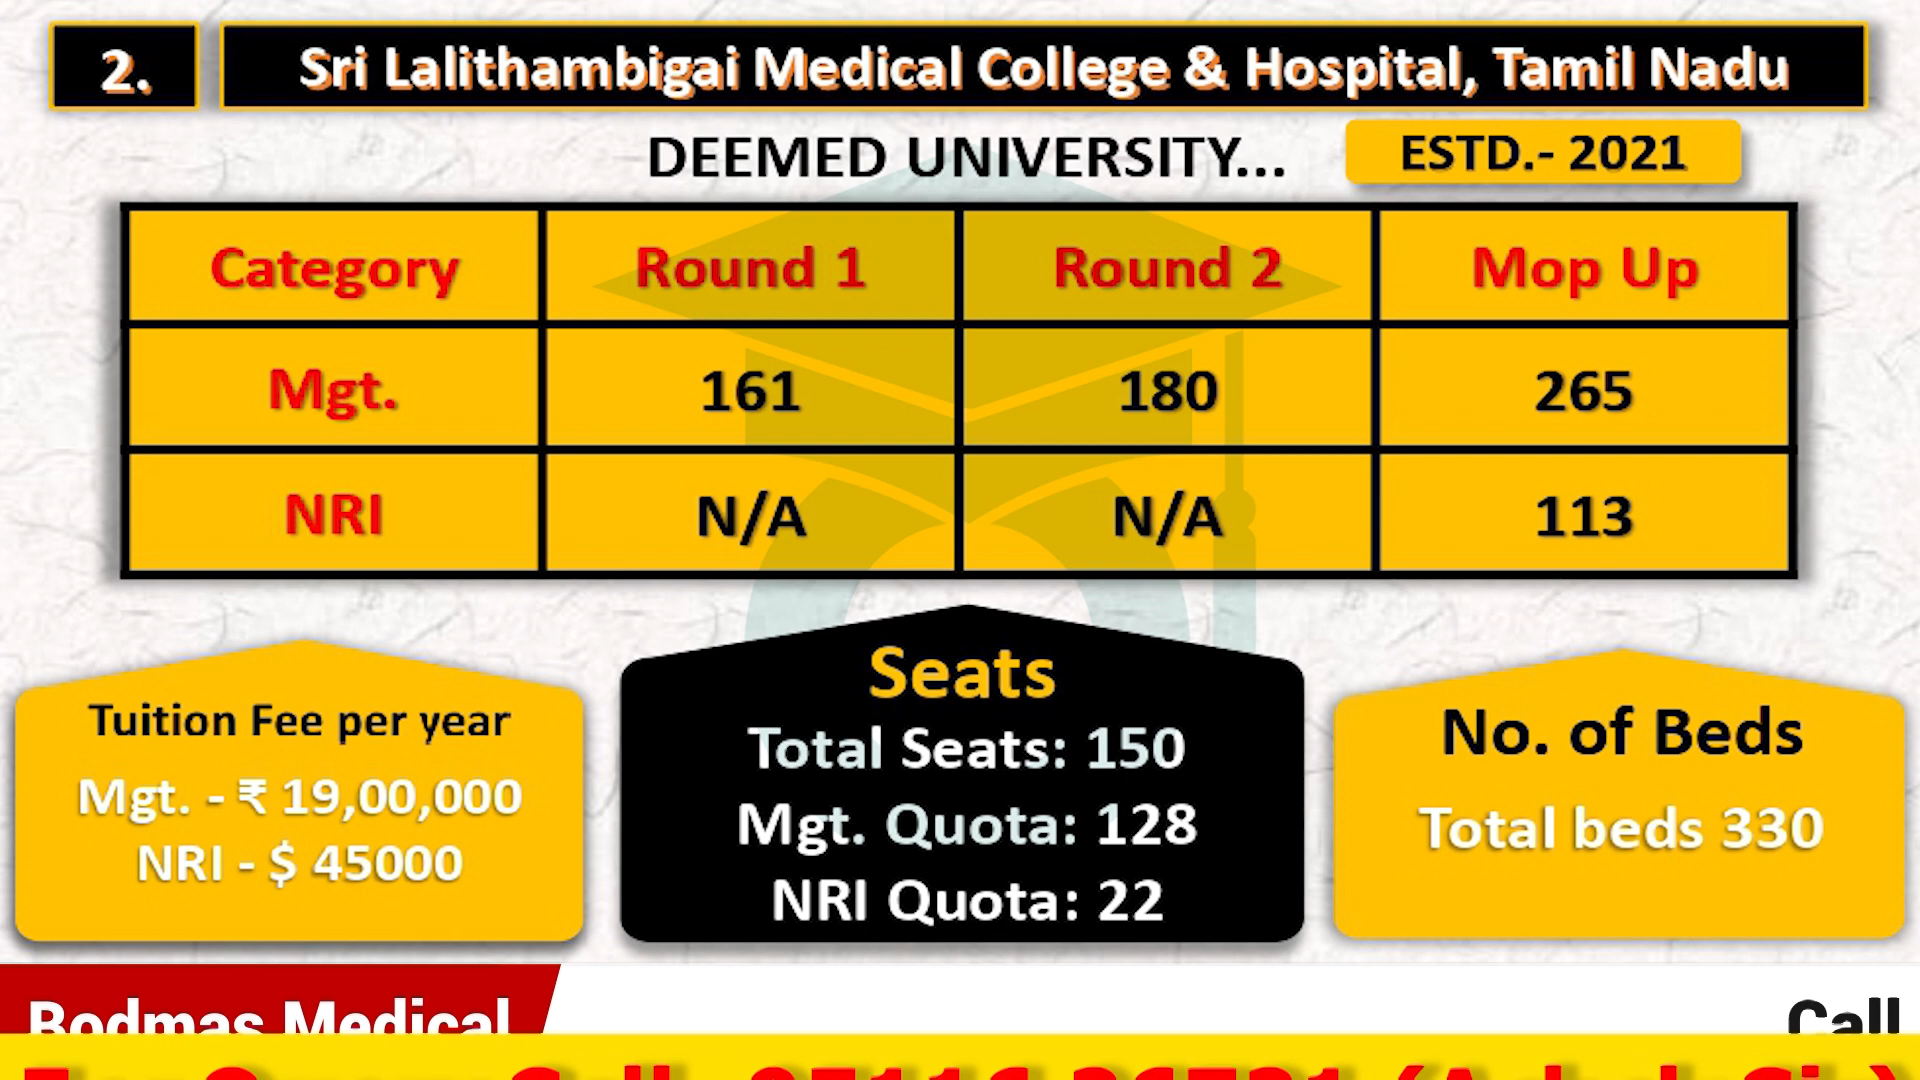 2.
Sri Lalithambigai Medical College & Hospital, Tamil Nadu
DEEMED UNIVERSITY...
ESTD.- 2021
Category Round 1 Round 2 Mop Up
Mgt. 161 180 265
NRI N/A N/A 113
Tuition Fee per year
Mgt. - ₹ 19,00,000
NRI - $ 45000
Seats
Total Seats: 150
Mgt. Quota: 128
NRI Quota: 22
No. of Beds
Total beds 330
Bodmas Medical
Call